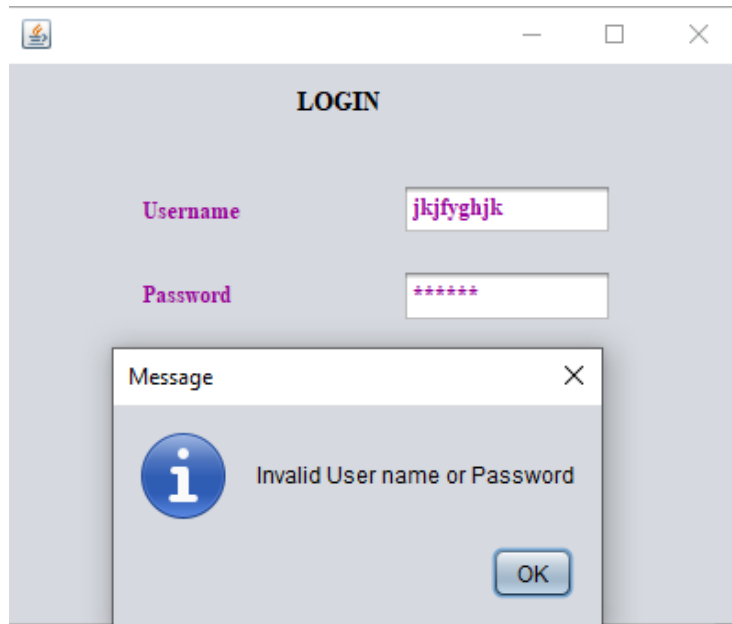 LOGIN
Username jkjfyghjk
Password ******
Message
Invalid User name or Password
OK